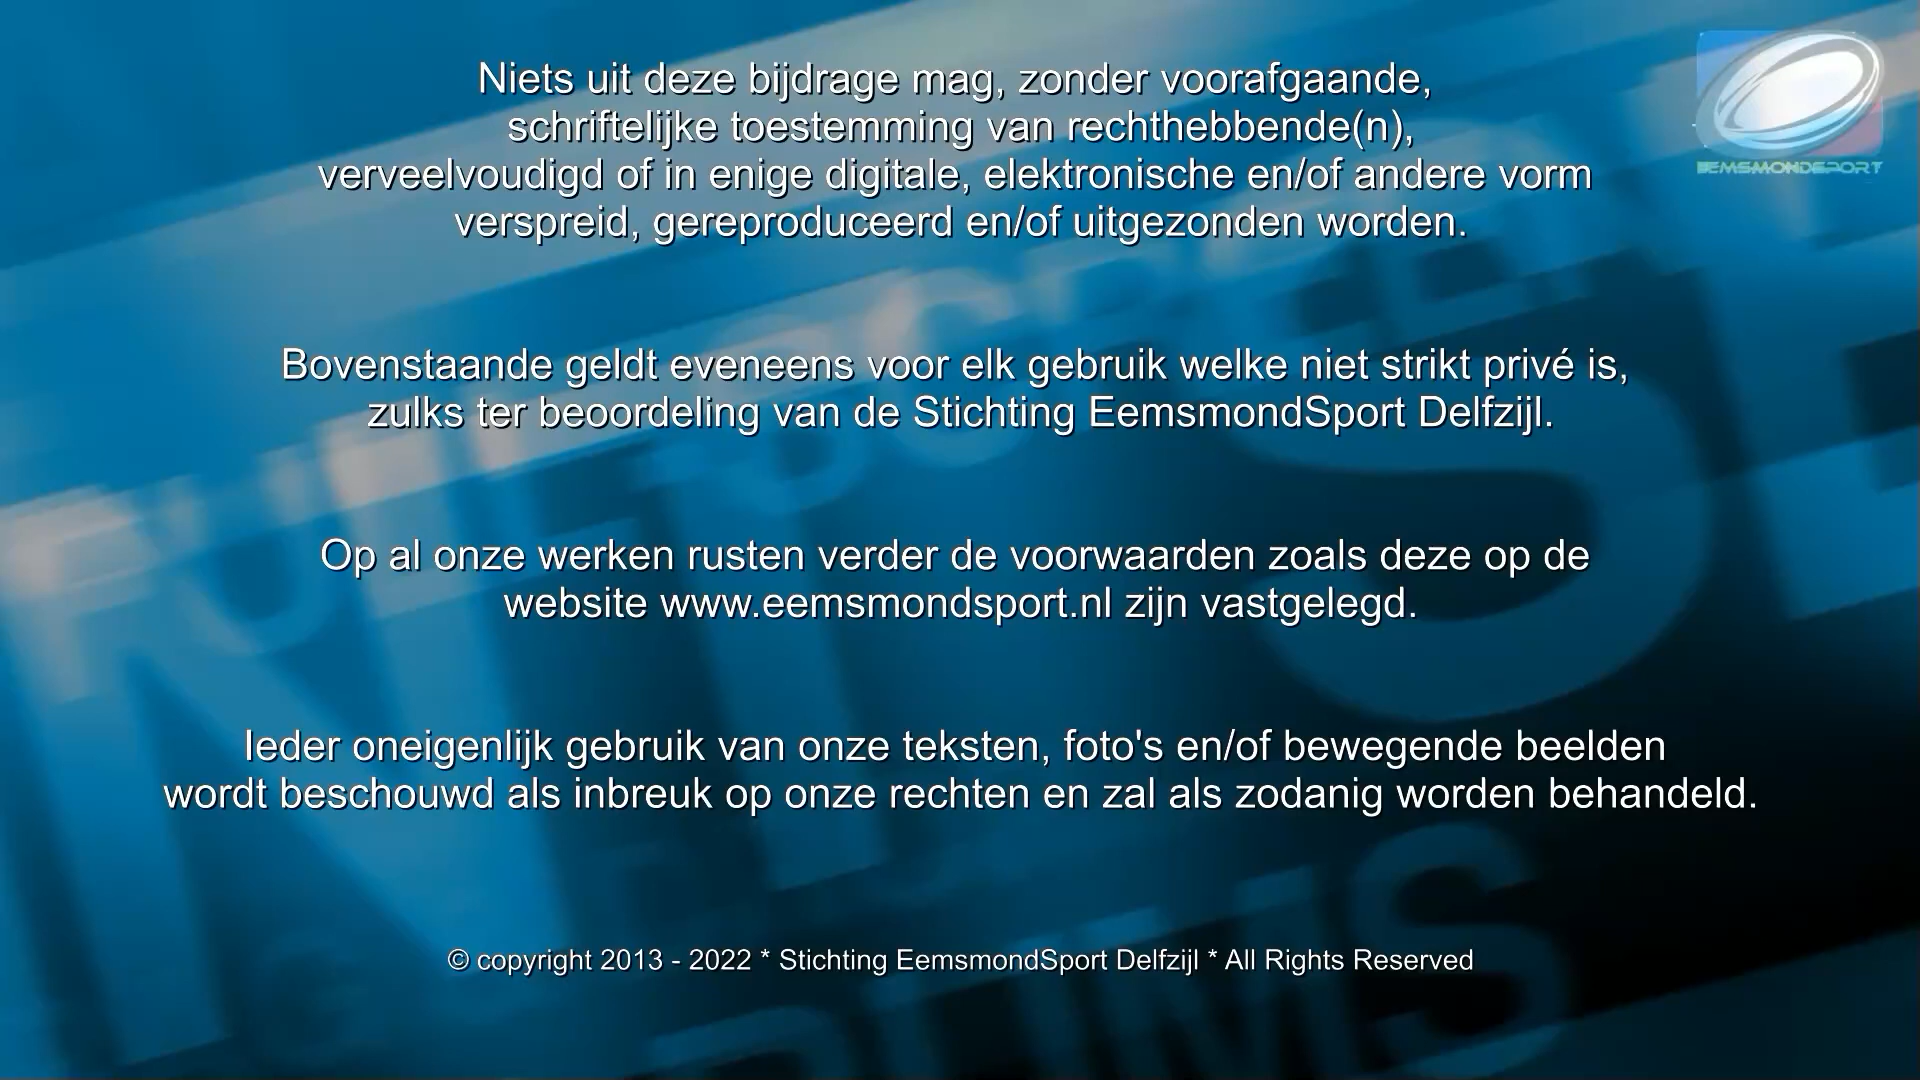 Niets uit deze bijdrage mag, zonder voorafgaande,
schriftelijke toestemming van rechthebbende(n),
verveelvoudigd of in enige digitale, elektronische en/of andere vorm
verspreid, gereproduceerd en/of uitgezonden worden.
EEMSMONDSPORT
Bovenstaande geldt eveneens voor elk gebruik welke niet strikt privé is,
zulks ter beoordeling van de Stichting EemsmondSport Delfzijl.
Op al onze werken rusten verder de voorwaarden zoals deze op de
website www.eemsmondsport.nl zijn vastgelegd.
Ieder oneigenlijk gebruik van onze teksten, foto's en/of bewegende beelden
wordt beschouwd als inbreuk op onze rechten en zal als zodanig worden behandeld.
© copyright 2013 - 2022 * Stichting EemsmondSport Delfzijl * All Rights Reserved